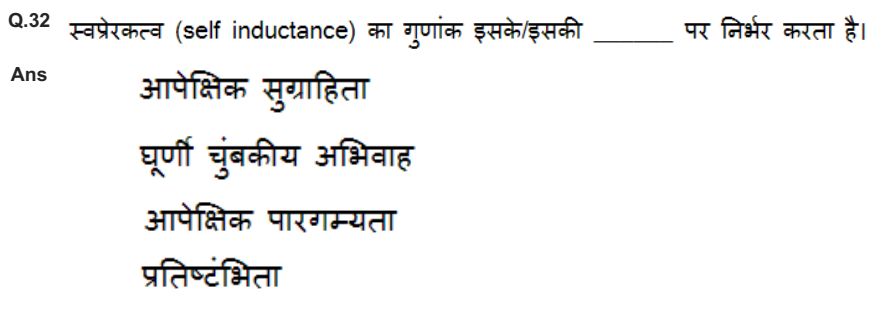 Q.32 स्वप्रेरकत्व (self inductance) का गुणांक इसके/इसकी _______ पर निर्भर करता है।
Ans
आपेक्षिक सुग्राहिता
घूर्णी चुंबकीय अभिवाह
आपेक्षिक पारगम्यता
प्रतिष्टंभिता